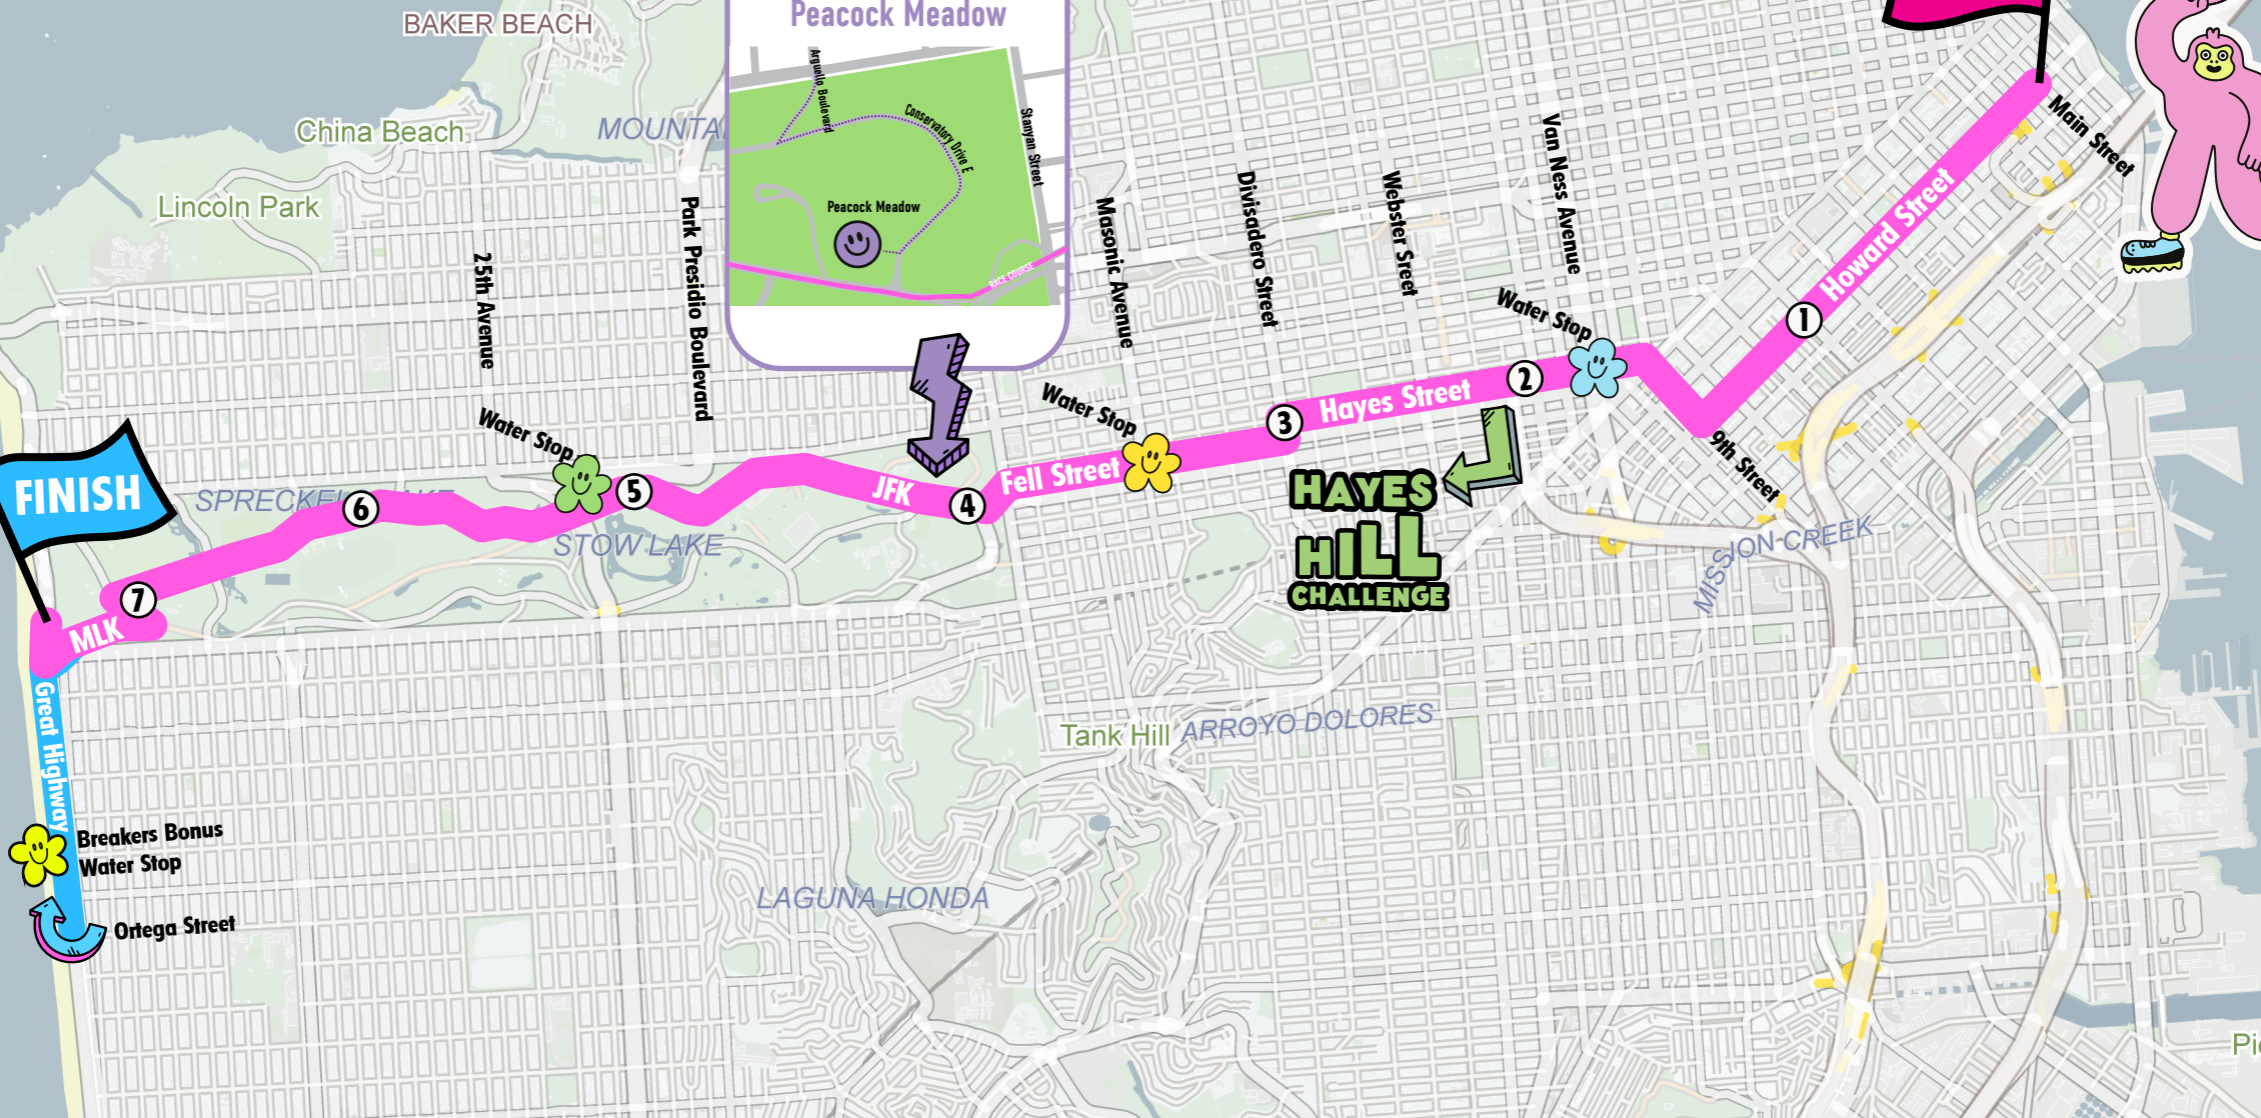 Peacock Meadow
BAKER BEACH
China Beach
MOUNTA
Lincoln Park
Arguello Boulevard
Conservatory Drive E
Stanyan Street
Peacock Meadow
RACE COURSE
Main Street
Howard Street
1
Van Ness Avenue
Webster Sreet
Divisadero Street
Masonic Avenue
Park Presidio Boulevard
25th Avenue
Water Stop
2
Hayes Street
3
9th Street
Water Stop
Fell Street
4
JFK
HAYES
HILL
CHALLENGE
MISSION CREEK
Water Stop
5
STOW LAKE
SPRECKELS LAKE
6
FINISH
7
MLK
Great Highway
Tank Hill
ARROYO DOLORES
Breakers Bonus
Water Stop
Ortega Street
LAGUNA HONDA